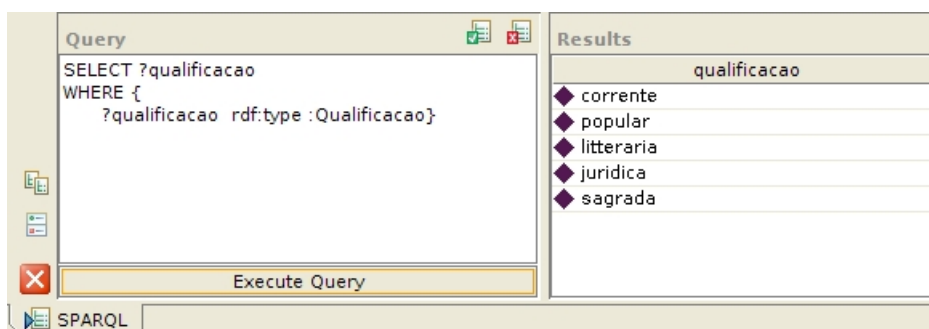 Query
SELECT ?qualificacao
WHERE {
?qualificacao rdf:type :Qualificacao}
Execute Query
Results
qualificacao
corrente
popular
litteraria
juridica
sagrada
SPARQL